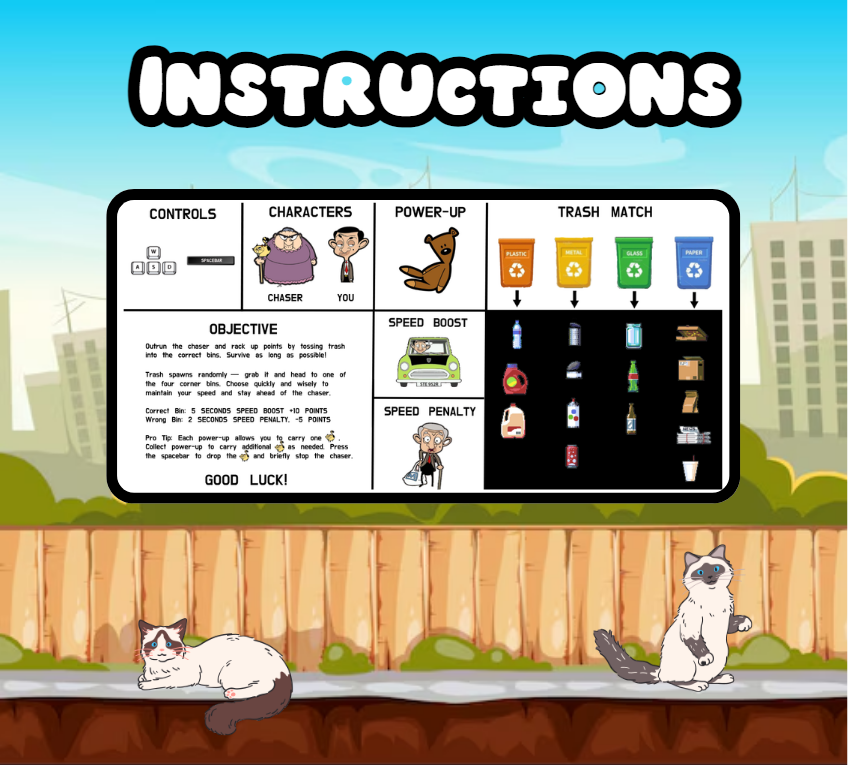 INSTRUCTIONS
CONTROLS
W
A S D
SPACEBAR
CHARACTERS
CHASER YOU
POWER-UP
TRASH MATCH
PLASTIC METAL GLASS PAPER
OBJECTIVE
Outrun the chaser and rack up points by tossing trash
into the correct bins. Survive as long as possible!
Trash spawns randomly — grab it and head to one of
the four corner bins. Choose quickly and wisely to
maintain your speed and stay ahead of the chaser.
Correct Bin: 5 SECONDS SPEED BOOST +10 POINTS
Wrong Bin: 2 SECONDS SPEED PENALTY, -5 POINTS
Pro Tip: Each power-up allows you to carry one .
Collect power-up to carry additional as needed. Press
the spacebar to drop the and briefly stop the chaser.
GOOD LUCK!
SPEED BOOST
SPEED PENALTY